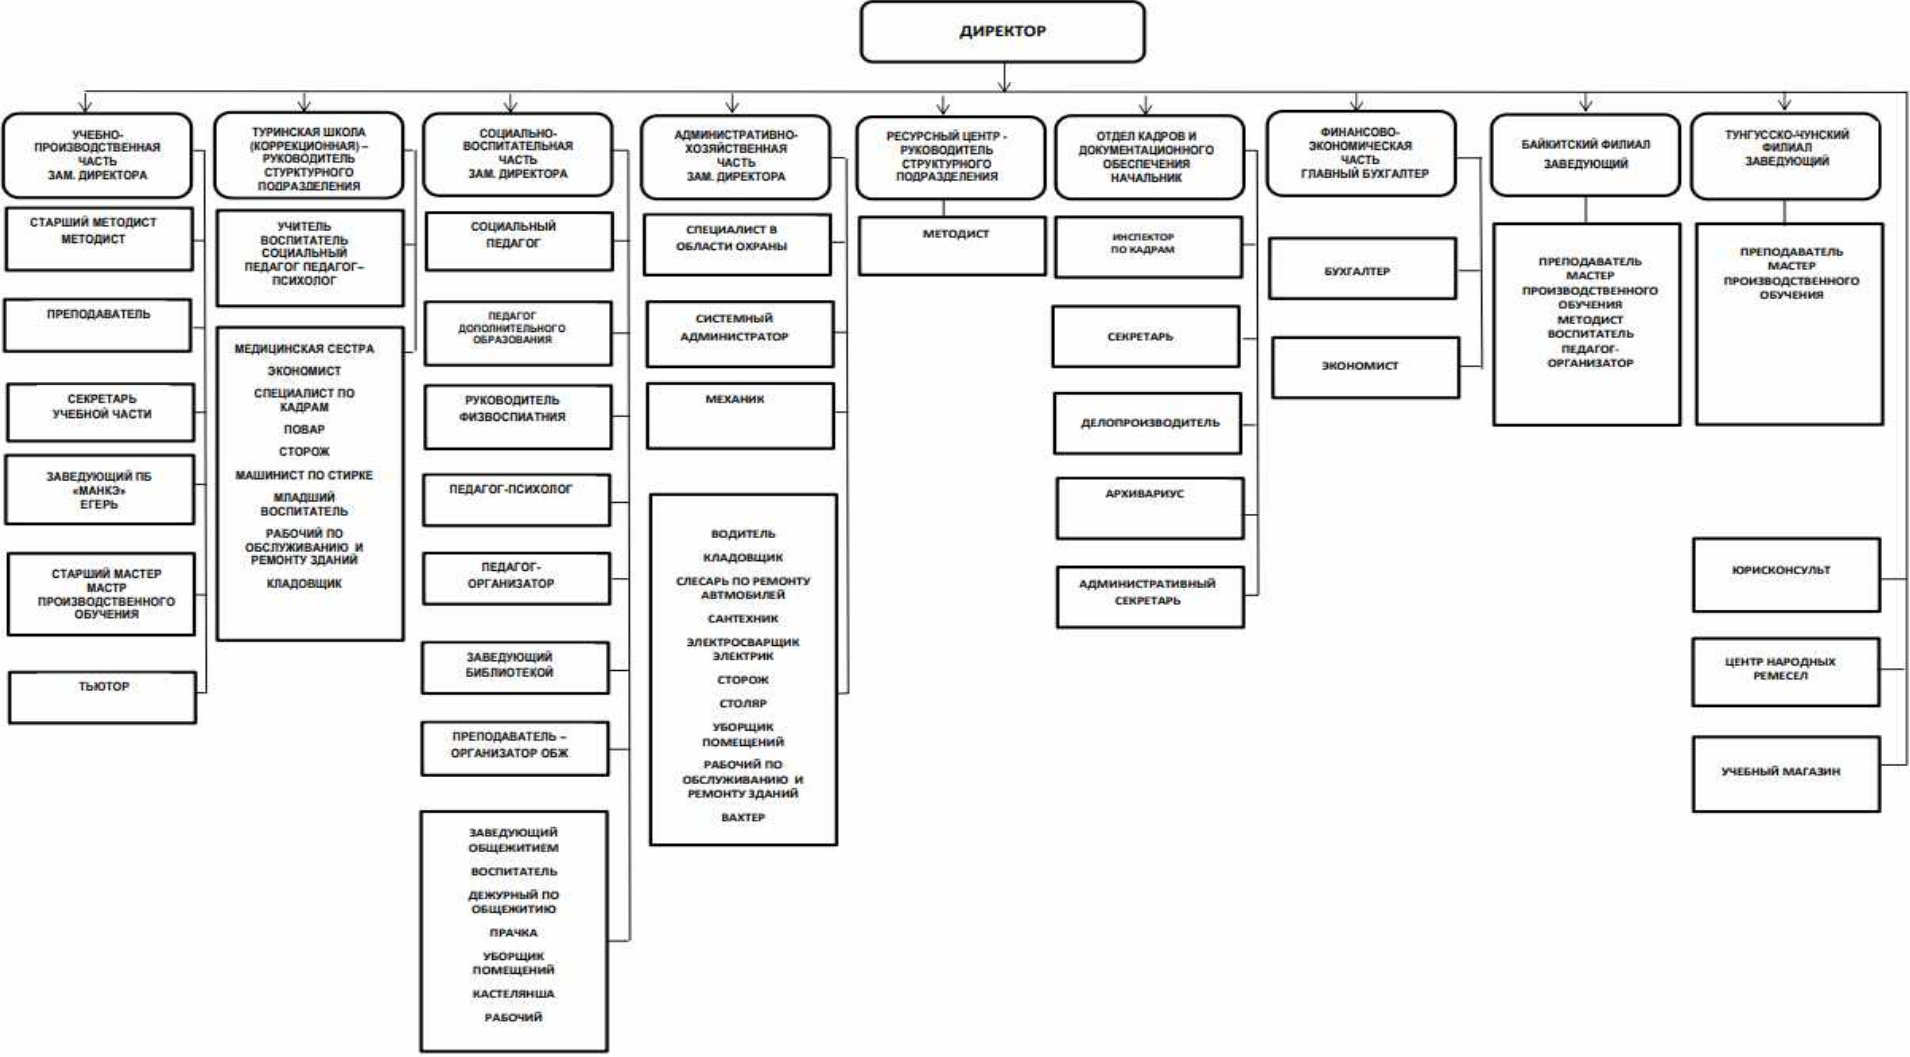 ДИРЕКТОР
УЧЕБНО-
ПРОИЗВОДСТВЕННАЯ
ЧАСТЬ
ЗАМ. ДИРЕКТОРА
СТАРШИЙ МЕТОДИСТ
МЕТОДИСТ
ПРЕПОДАВАТЕЛЬ
СЕКРЕТАРЬ
УЧЕБНОЙ ЧАСТИ
ЗАВЕДУЮЩИЙ ПБ
«МАНКЭ»
ЕГЕРЬ
СТАРШИЙ МАСТЕР
МАСТР
ПРОИЗВОДСТВЕННОГО
ОБУЧЕНИЯ
ТЬЮТОР
ТУРИНСКАЯ ШКОЛА
(КОРРЕКЦИОННАЯ) –
РУКОВОДИТЕЛЬ
СТУРКТУРНОГО
ПОДРАЗДЕЛЕНИЯ
УЧИТЕЛЬ
ВОСПИТАТЕЛЬ
СОЦИАЛЬНЫЙ
ПЕДАГОГ ПЕДАГОГ–
ПСИХОЛОГ
МЕДИЦИНСКАЯ СЕСТРА
ЭКОНОМИСТ
СПЕЦИАЛИСТ ПО
КАДРАМ
ПОВАР
СТОРОЖ
МАШИНИСТ ПО СТИРКЕ
МЛАДШИЙ
ВОСПИТАТЕЛЬ
РАБОЧИЙ ПО
ОБСЛУЖИВАНИЮ И
РЕМОНТУ ЗДАНИЙ
КЛАДОВЩИК
СОЦИАЛЬНО-
ВОСПИТАТЕЛЬНАЯ
ЧАСТЬ
ЗАМ. ДИРЕКТОРА
СОЦИАЛЬНЫЙ
ПЕДАГОГ
ПЕДАГОГ
ДОПОЛНИТЕЛЬНОГО
ОБРАЗОВАНИЯ
РУКОВОДИТЕЛЬ
ФИЗВОСПИАТНИЯ
ПЕДАГОГ-ПСИХОЛОГ
ПЕДАГОГ-
ОРГАНИЗАТОР
ЗАВЕДУЮЩИЙ
БИБЛИОТЕКОЙ
ПРЕПОДАВАТЕЛЬ –
ОРГАНИЗАТОР ОБЖ
ЗАВЕДУЮЩИЙ
ОБЩЕЖИТИЕМ
ВОСПИТАТЕЛЬ
ДЕЖУРНЫЙ ПО
ОБЩЕЖИТИЮ
ПРАЧКА
УБОРЩИК
ПОМЕЩЕНИЙ
КАСТЕЛЯНША
РАБОЧИЙ
АДМИНИСТРАТИВНО-
ХОЗЯЙСТВЕННАЯ
ЧАСТЬ
ЗАМ. ДИРЕКТОРА
СПЕЦИАЛИСТ В
ОБЛАСТИ ОХРАНЫ
СИСТЕМНЫЙ
АДМИНИСТРАТОР
МЕХАНИК
ВОДИТЕЛЬ
КЛАДОВЩИК
СЛЕСАРЬ ПО РЕМОНТУ
АВТМОБИЛЕЙ
САНТЕХНИК
ЭЛЕКТРОСВАРЩИК
ЭЛЕКТРИК
СТОРОЖ
СТОЛЯР
УБОРЩИК
ПОМЕЩЕНИЙ
РАБОЧИЙ ПО
ОБСЛУЖИВАНИЮ И
РЕМОНТУ ЗДАНИЙ
ВАХТЕР
РЕСУРСНЫЙ ЦЕНТР -
РУКОВОДИТЕЛЬ
СТРУКТУРНОГО
ПОДРАЗДЕЛЕНИЯ
МЕТОДИСТ
ОТДЕЛ КАДРОВ И
ДОКУМЕНТАЦИОННОГО
ОБЕСПЕЧЕНИЯ
НАЧАЛЬНИК
ИНСПЕКТОР
ПО КАДРАМ
СЕКРЕТАРЬ
ДЕЛОПРОИЗВОДИТЕЛЬ
АРХИВАРИУС
АДМИНИСТРАТИВНЫЙ
СЕКРЕТАРЬ
ФИНАНСОВО-
ЭКОНОМИЧЕСКАЯ
ЧАСТЬ
ГЛАВНЫЙ БУХГАЛТЕР
БУХГАЛТЕР
ЭКОНОМИСТ
БАЙКИТСКИЙ ФИЛИАЛ
ЗАВЕДУЮЩИЙ
ПРЕПОДАВАТЕЛЬ
МАСТЕР
ПРОИЗВОДСТВЕННОГО
ОБУЧЕНИЯ
МЕТОДИСТ
ВОСПИТАТЕЛЬ
ПЕДАГОГ-
ОРГАНИЗАТОР
ТУНГУССКО-ЧУНСКИЙ
ФИЛИАЛ
ЗАВЕДУЮЩИЙ
ПРЕПОДАВАТЕЛЬ
МАСТЕР
ПРОИЗВОДСТВЕННОГО
ОБУЧЕНИЯ
ЮРИСКОНСУЛЬТ
ЦЕНТР НАРОДНЫХ
РЕМЕСЕЛ
УЧЕБНЫЙ МАГАЗИН